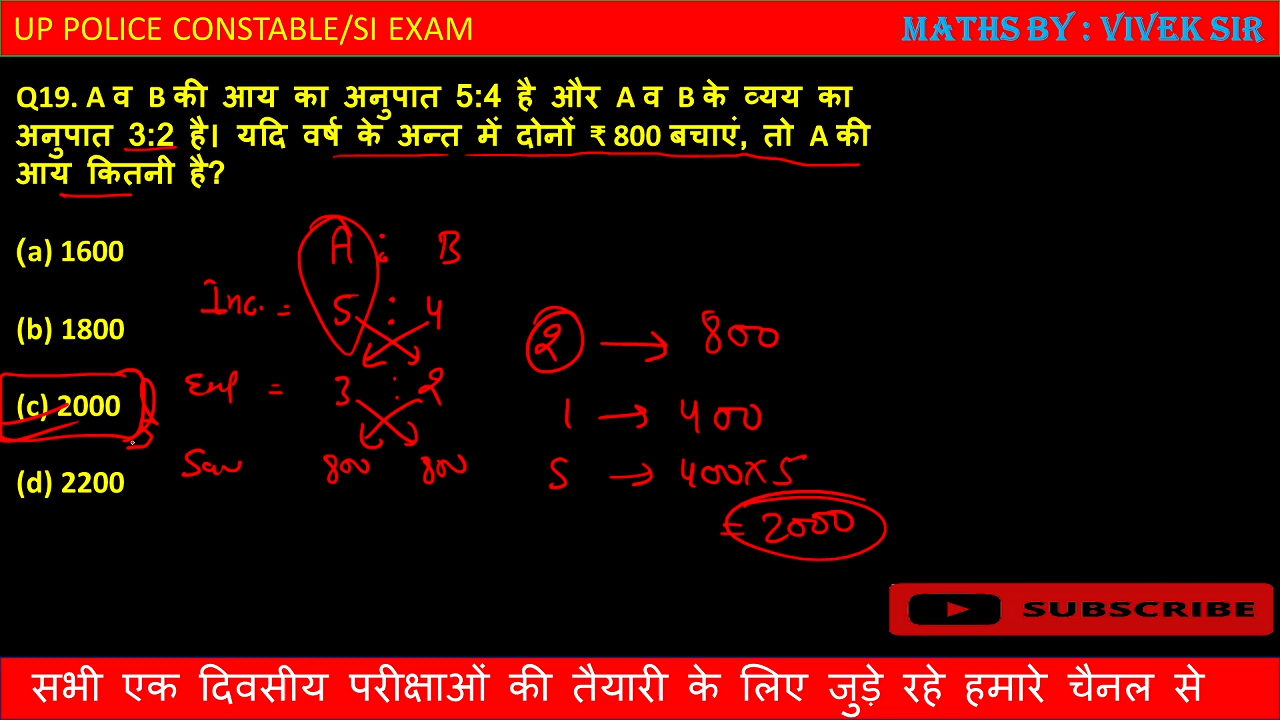 UP POLICE CONSTABLE/SI EXAM
MATHS BY : VIVEK SIR
Q19. A व B की आय का अनुपात 5:4 है और A व B के व्यय का
अनुपात 3:2 है। यदि वर्ष के अन्त में दोनों ₹ 800 बचाएं, तो A की
आय कितनी है?
(a) 1600
(b) 1800
(c) 2000
(d) 2200
A : B
Inc. = 5 : 4
Exp = 3 : 2
Sav 800 800
2 → 800
1 → 400
5 → 400×5
= 2000
SUBSCRIBE
सभी एक दिवसीय परीक्षाओं की तैयारी के लिए जुड़े रहे हमारे चैनल से